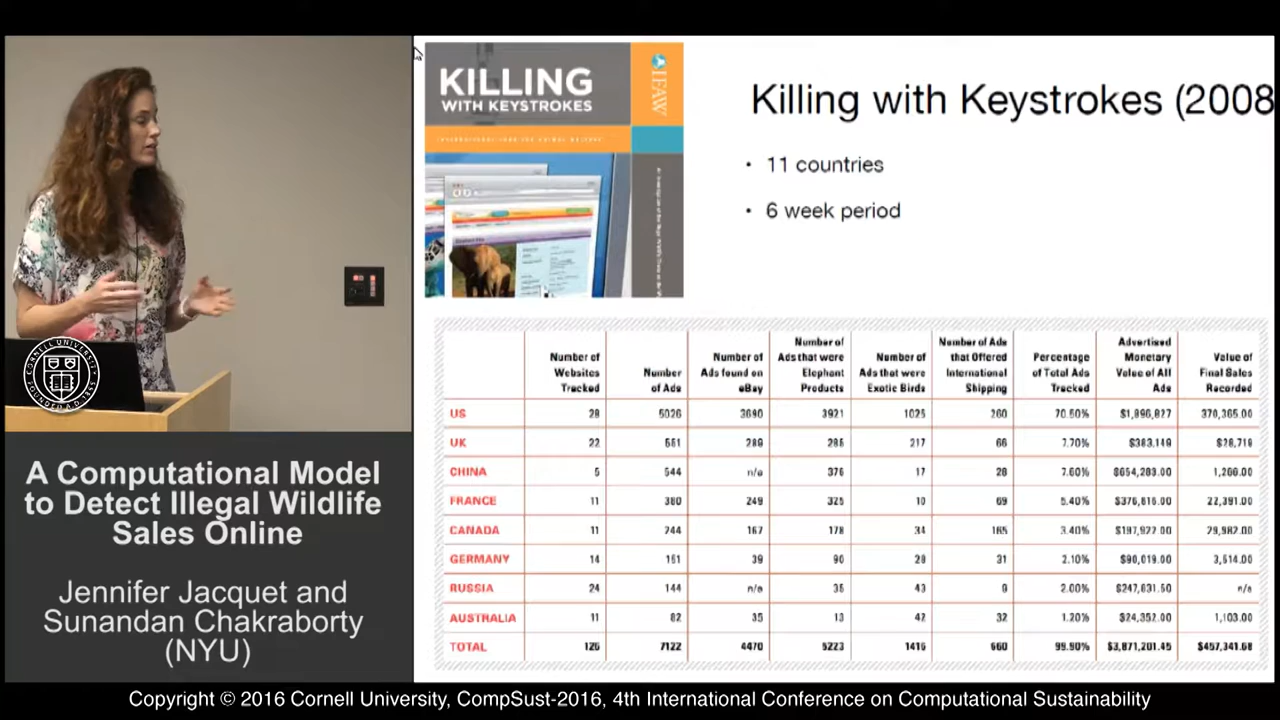 KILLING
WITH KEYSTROKES
IFAW
Killing with Keystrokes (2008
• 11 countries
• 6 week period
Number of Websites Tracked
Number of Ads
Number of Ads found on eBay
Number of Ads that were Elephant Products
Number of Ads that were Exotic Birds
Number of Ads that Offered International Shipping
Percentage of Total Ads Tracked
Advertised Monetary Value of All Ads
Value of Final Sales Recorded
US 28 5026 3690 3921 1025 260 70.50% $1,896,827 370,365.00
UK 22 551 289 285 217 66 7.70% $383,149 $28,719
CHINA 5 544 n/a 376 17 28 7.60% $654,283.00 1,266.00
FRANCE 11 380 249 325 10 69 5.40% $376,816.00 22,391.00
CANADA 11 244 167 178 34 165 3.40% $197,922.00 29,982.00
GERMANY 14 151 39 90 28 31 2.10% $90,019.00 3,514.00
RUSSIA 24 144 n/a 35 43 9 2.00% $247,831.50 n/a
AUSTRALIA 11 82 35 13 42 32 1.20% $24,352.00 1,103.00
TOTAL 126 7122 4470 5223 1416 660 99.90% $3,871,201.45 $457,341.68
CORNELL UNIVERSITY
FOUNDED A.D.
A Computational Model
to Detect Illegal Wildlife
Sales Online
Jennifer Jacquet and
Sunandan Chakraborty
(NYU)
Copyright © 2016 Cornell University, CompSust-2016, 4th International Conference on Computational Sustainability